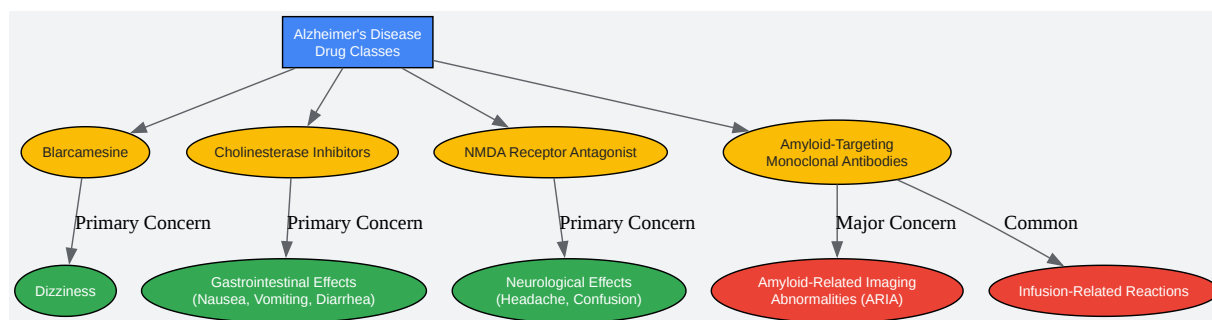 Alzheimer's Disease
Drug Classes
Blarcamesine
Cholinesterase Inhibitors
NMDA Receptor Antagonist
Amyloid-Targeting
Monoclonal Antibodies
Primary Concern
Primary Concern
Primary Concern
Major Concern
Common
Dizziness
Gastrointestinal Effects
(Nausea, Vomiting, Diarrhea)
Neurological Effects
(Headache, Confusion)
Amyloid-Related Imaging
Abnormalities (ARIA)
Infusion-Related Reactions